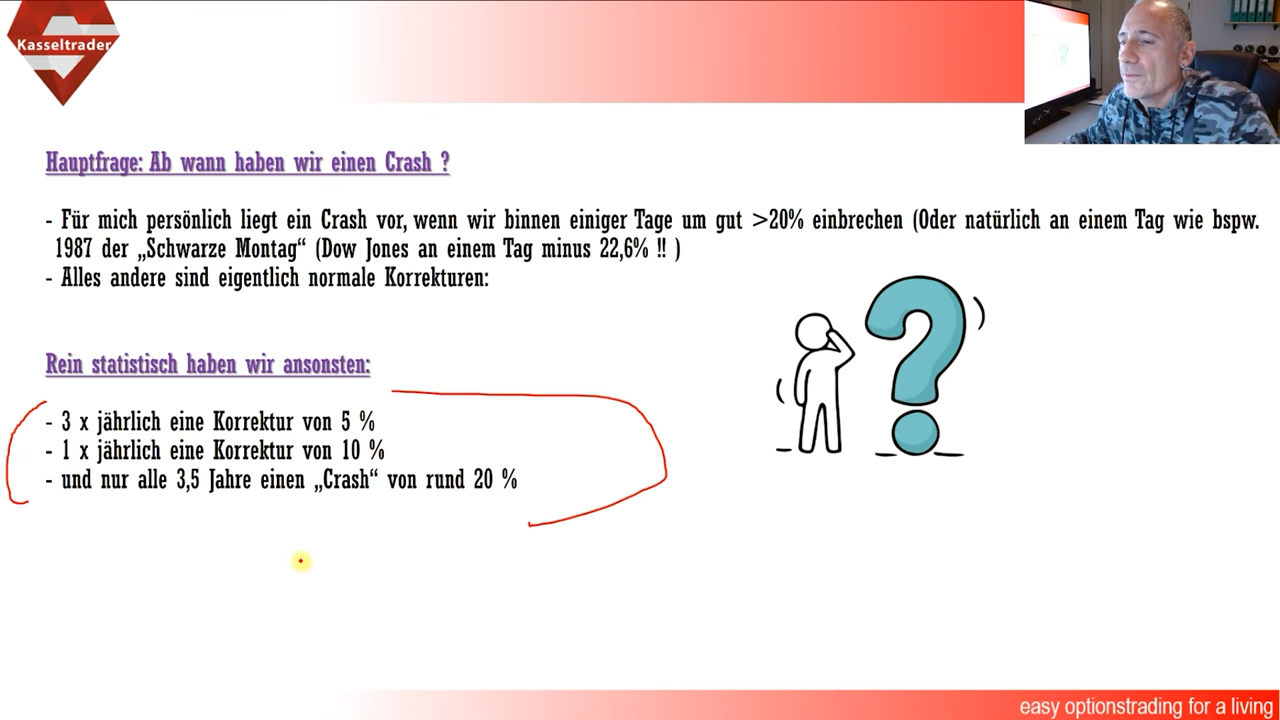 Kasseltrader
Hauptfrage: Ab wann haben wir einen Crash ?
- Für mich persönlich liegt ein Crash vor, wenn wir binnen einiger Tage um gut >20% einbrechen (Oder natürlich an einem Tag wie bspw.
1987 der „Schwarze Montag“ (Dow Jones an einem Tag minus 22,6% !! )
- Alles andere sind eigentlich normale Korrekturen:
Rein statistisch haben wir ansonsten:
- 3 x jährlich eine Korrektur von 5 %
- 1 x jährlich eine Korrektur von 10 %
- und nur alle 3,5 Jahre einen „Crash“ von rund 20 %
?
easy optionstrading for a living